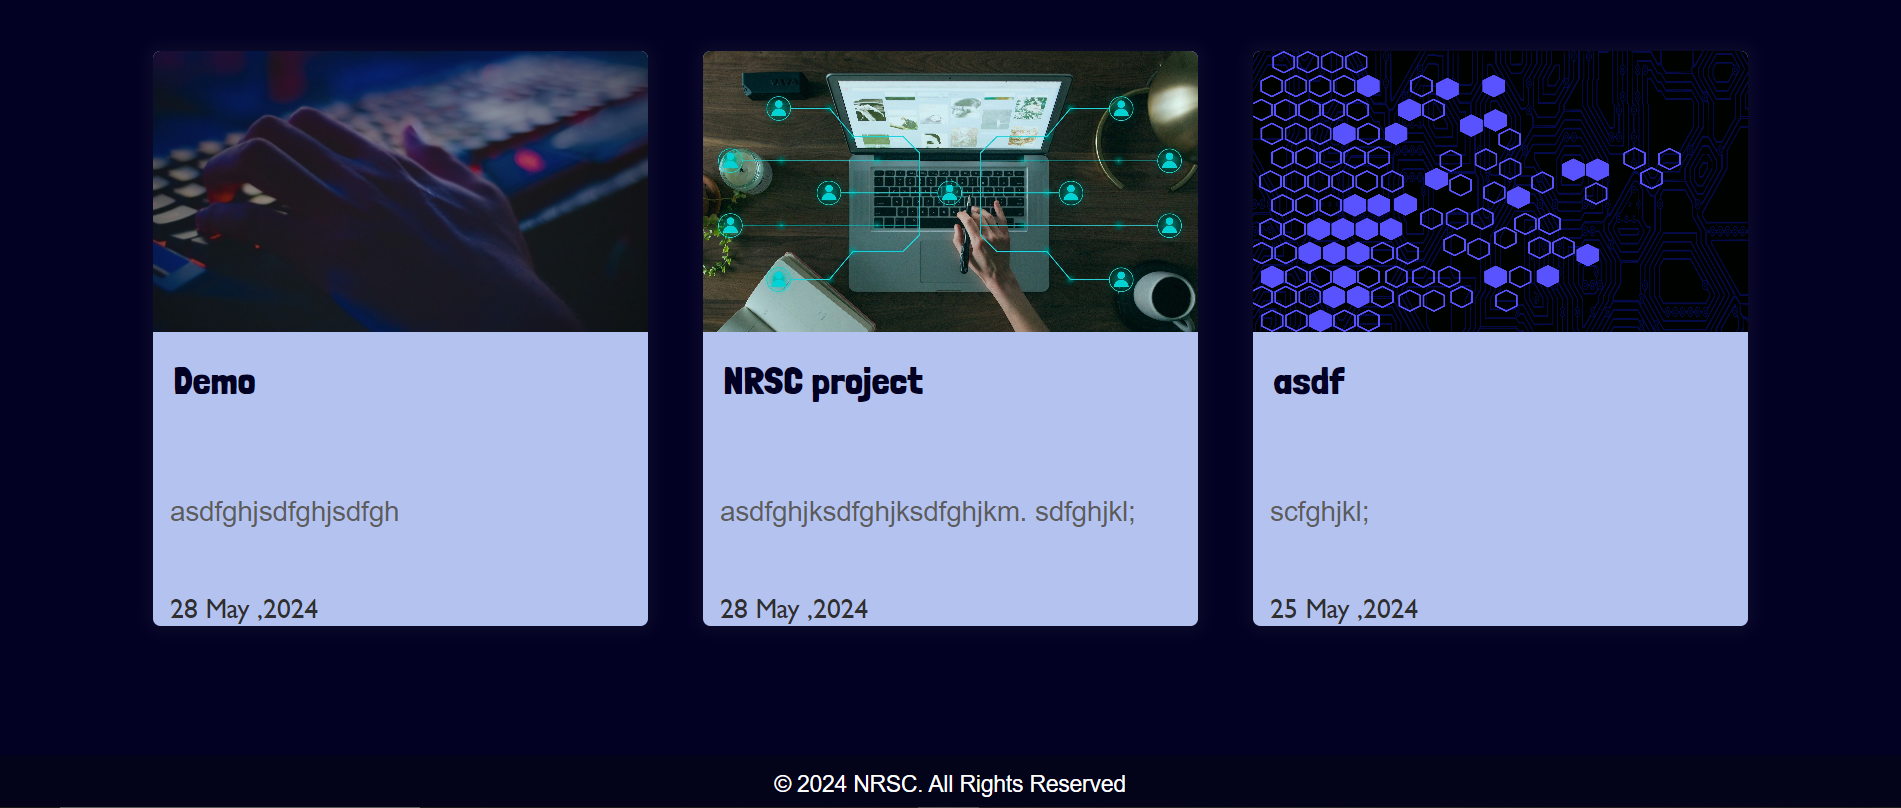 Demo
NRSC project
asdf
asdfghjsdfghjsdfgh
asdfghjksdfghjksdfghjkm. sdfghjkl;
scfghjkl;
28 May ,2024
28 May ,2024
25 May ,2024
© 2024 NRSC. All Rights Reserved